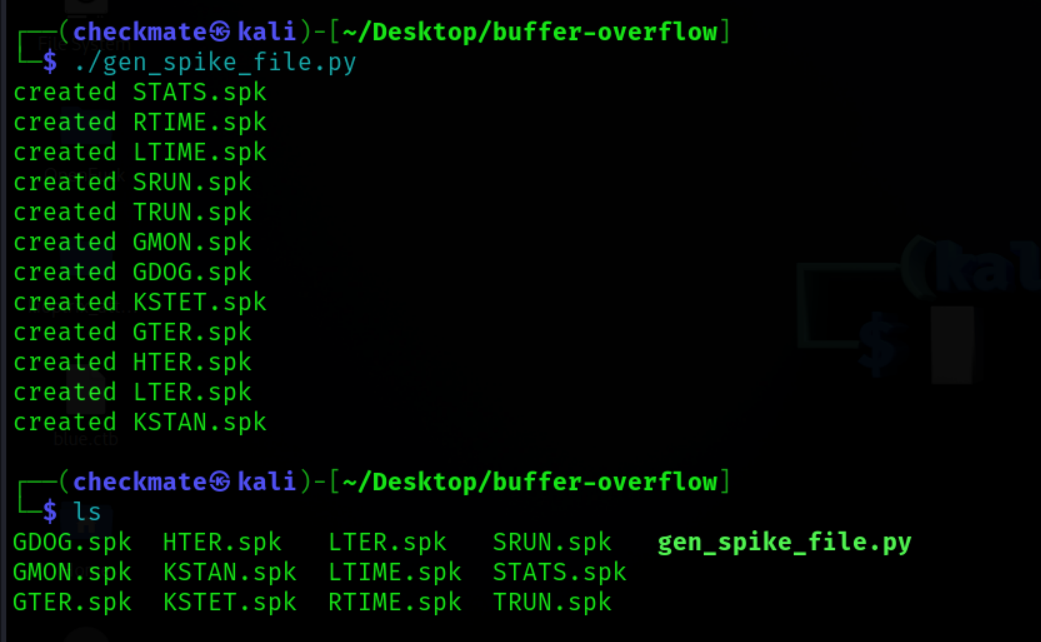 ┌──(checkmate㉿kali)-[~/Desktop/buffer-overflow]
└─$ ./gen_spike_file.py
created STATS.spk
created RTIME.spk
created LTIME.spk
created SRUN.spk
created TRUN.spk
created GMON.spk
created GDOG.spk
created KSTET.spk
created GTER.spk
created HTER.spk
created LTER.spk
created KSTAN.spk
blue.ctb
┌──(checkmate㉿kali)-[~/Desktop/buffer-overflow]
└─$ ls
GDOG.spk  HTER.spk   LTER.spk   SRUN.spk   gen_spike_file.py
GMON.spk  KSTAN.spk  LTIME.spk  STATS.spk
GTER.spk  KSTET.spk  RTIME.spk  TRUN.spk